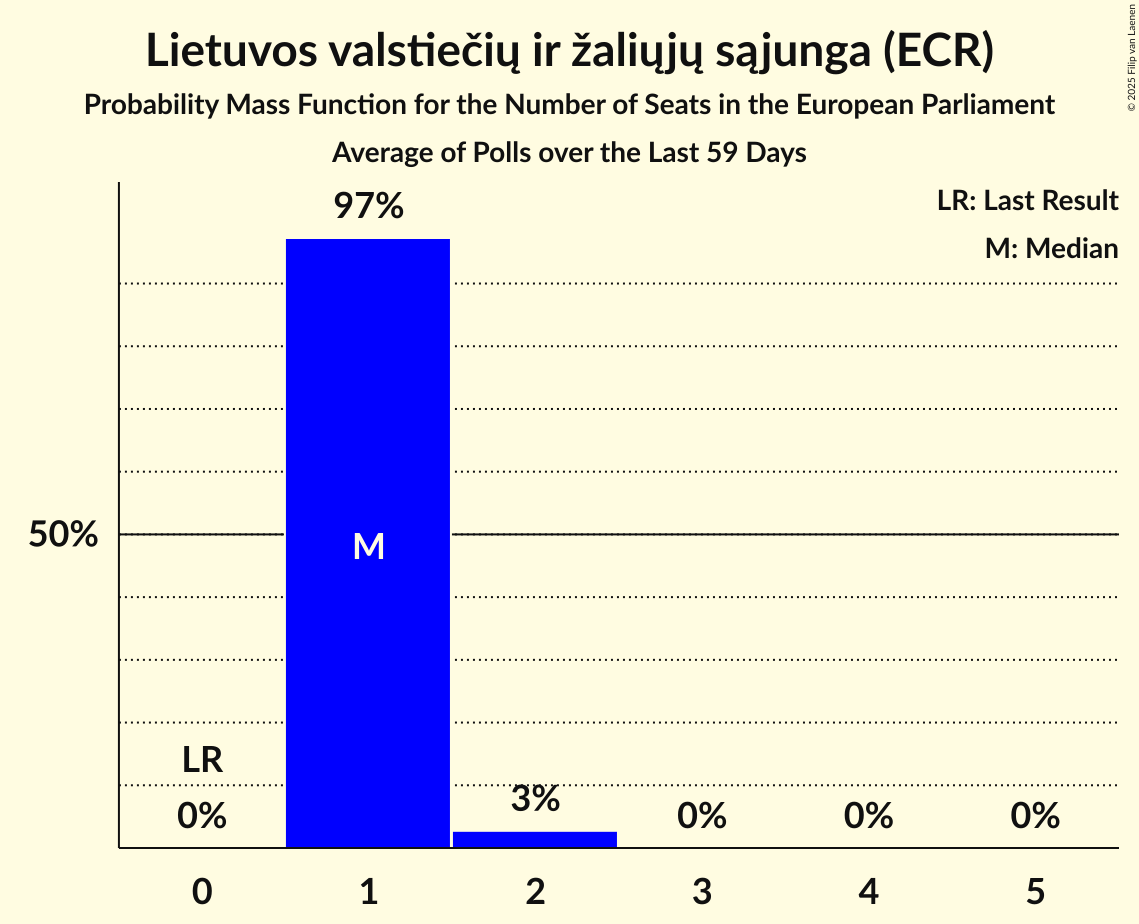 Lietuvos valstiečių ir žaliųjų sąjunga (ECR)
Probability Mass Function for the Number of Seats in the European Parliament
Average of Polls over the Last 59 Days
© 2025 Filip van Laenen
LR: Last Result
M: Median
97%
50%
M
LR
0%
3%
0%
0%
0%
0
1
2
3
4
5